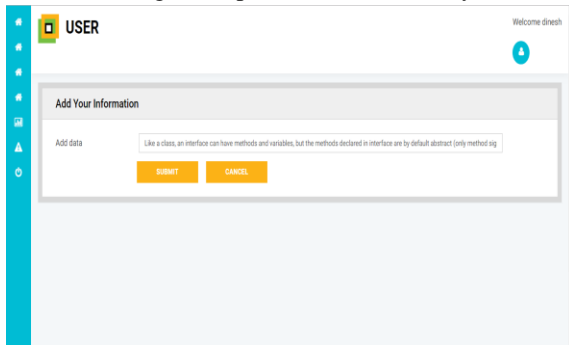 USER
Welcome dinesh
Add Your Information
Add data
Like a class, an interface can have methods and variables, but the methods declared in interface are by default abstract (only method sig
SUBMIT
CANCEL